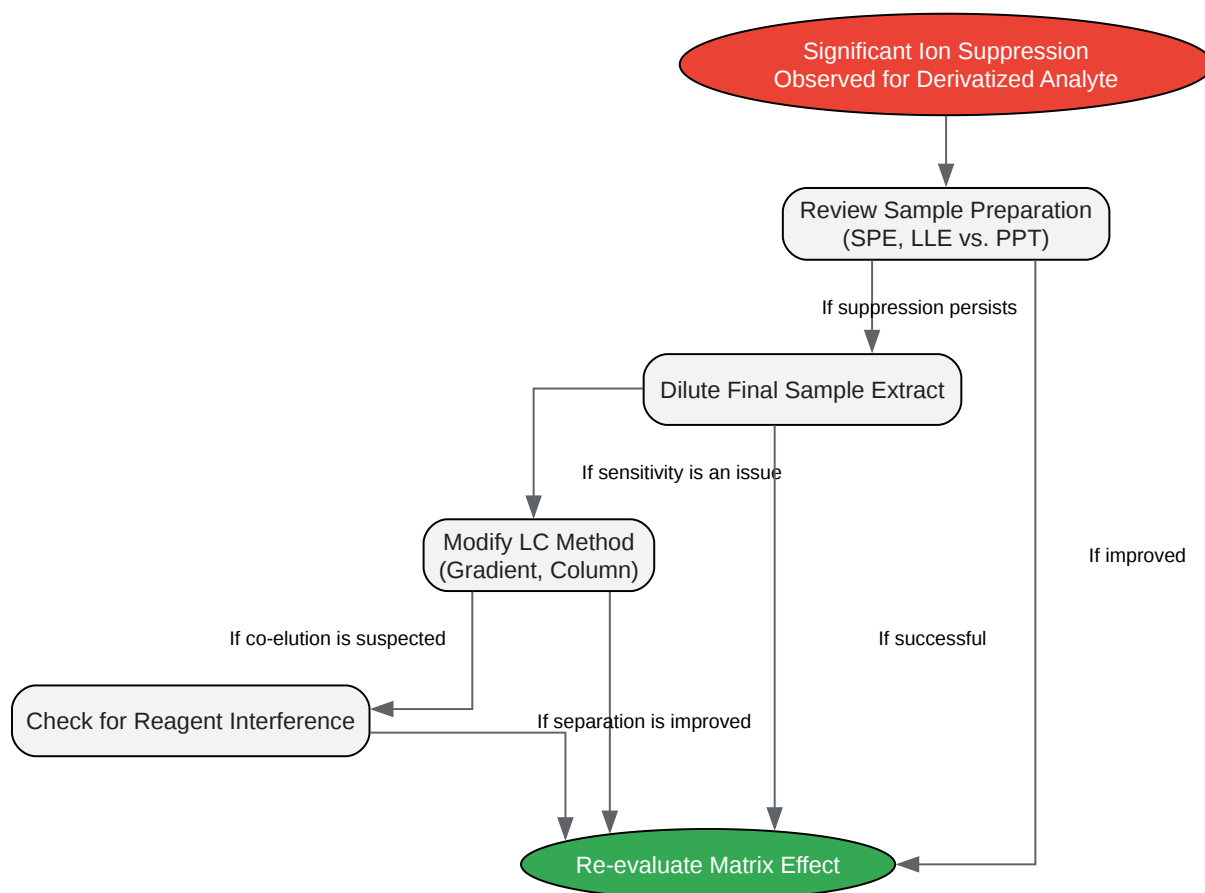 Significant Ion Suppression
Observed for Derivatized Analyte
Review Sample Preparation
(SPE, LLE vs. PPT)
If suppression persists
Dilute Final Sample Extract
If sensitivity is an issue
Modify LC Method
(Gradient, Column)
If improved
If co-elution is suspected
If successful
Check for Reagent Interference
If separation is improved
Re-evaluate Matrix Effect